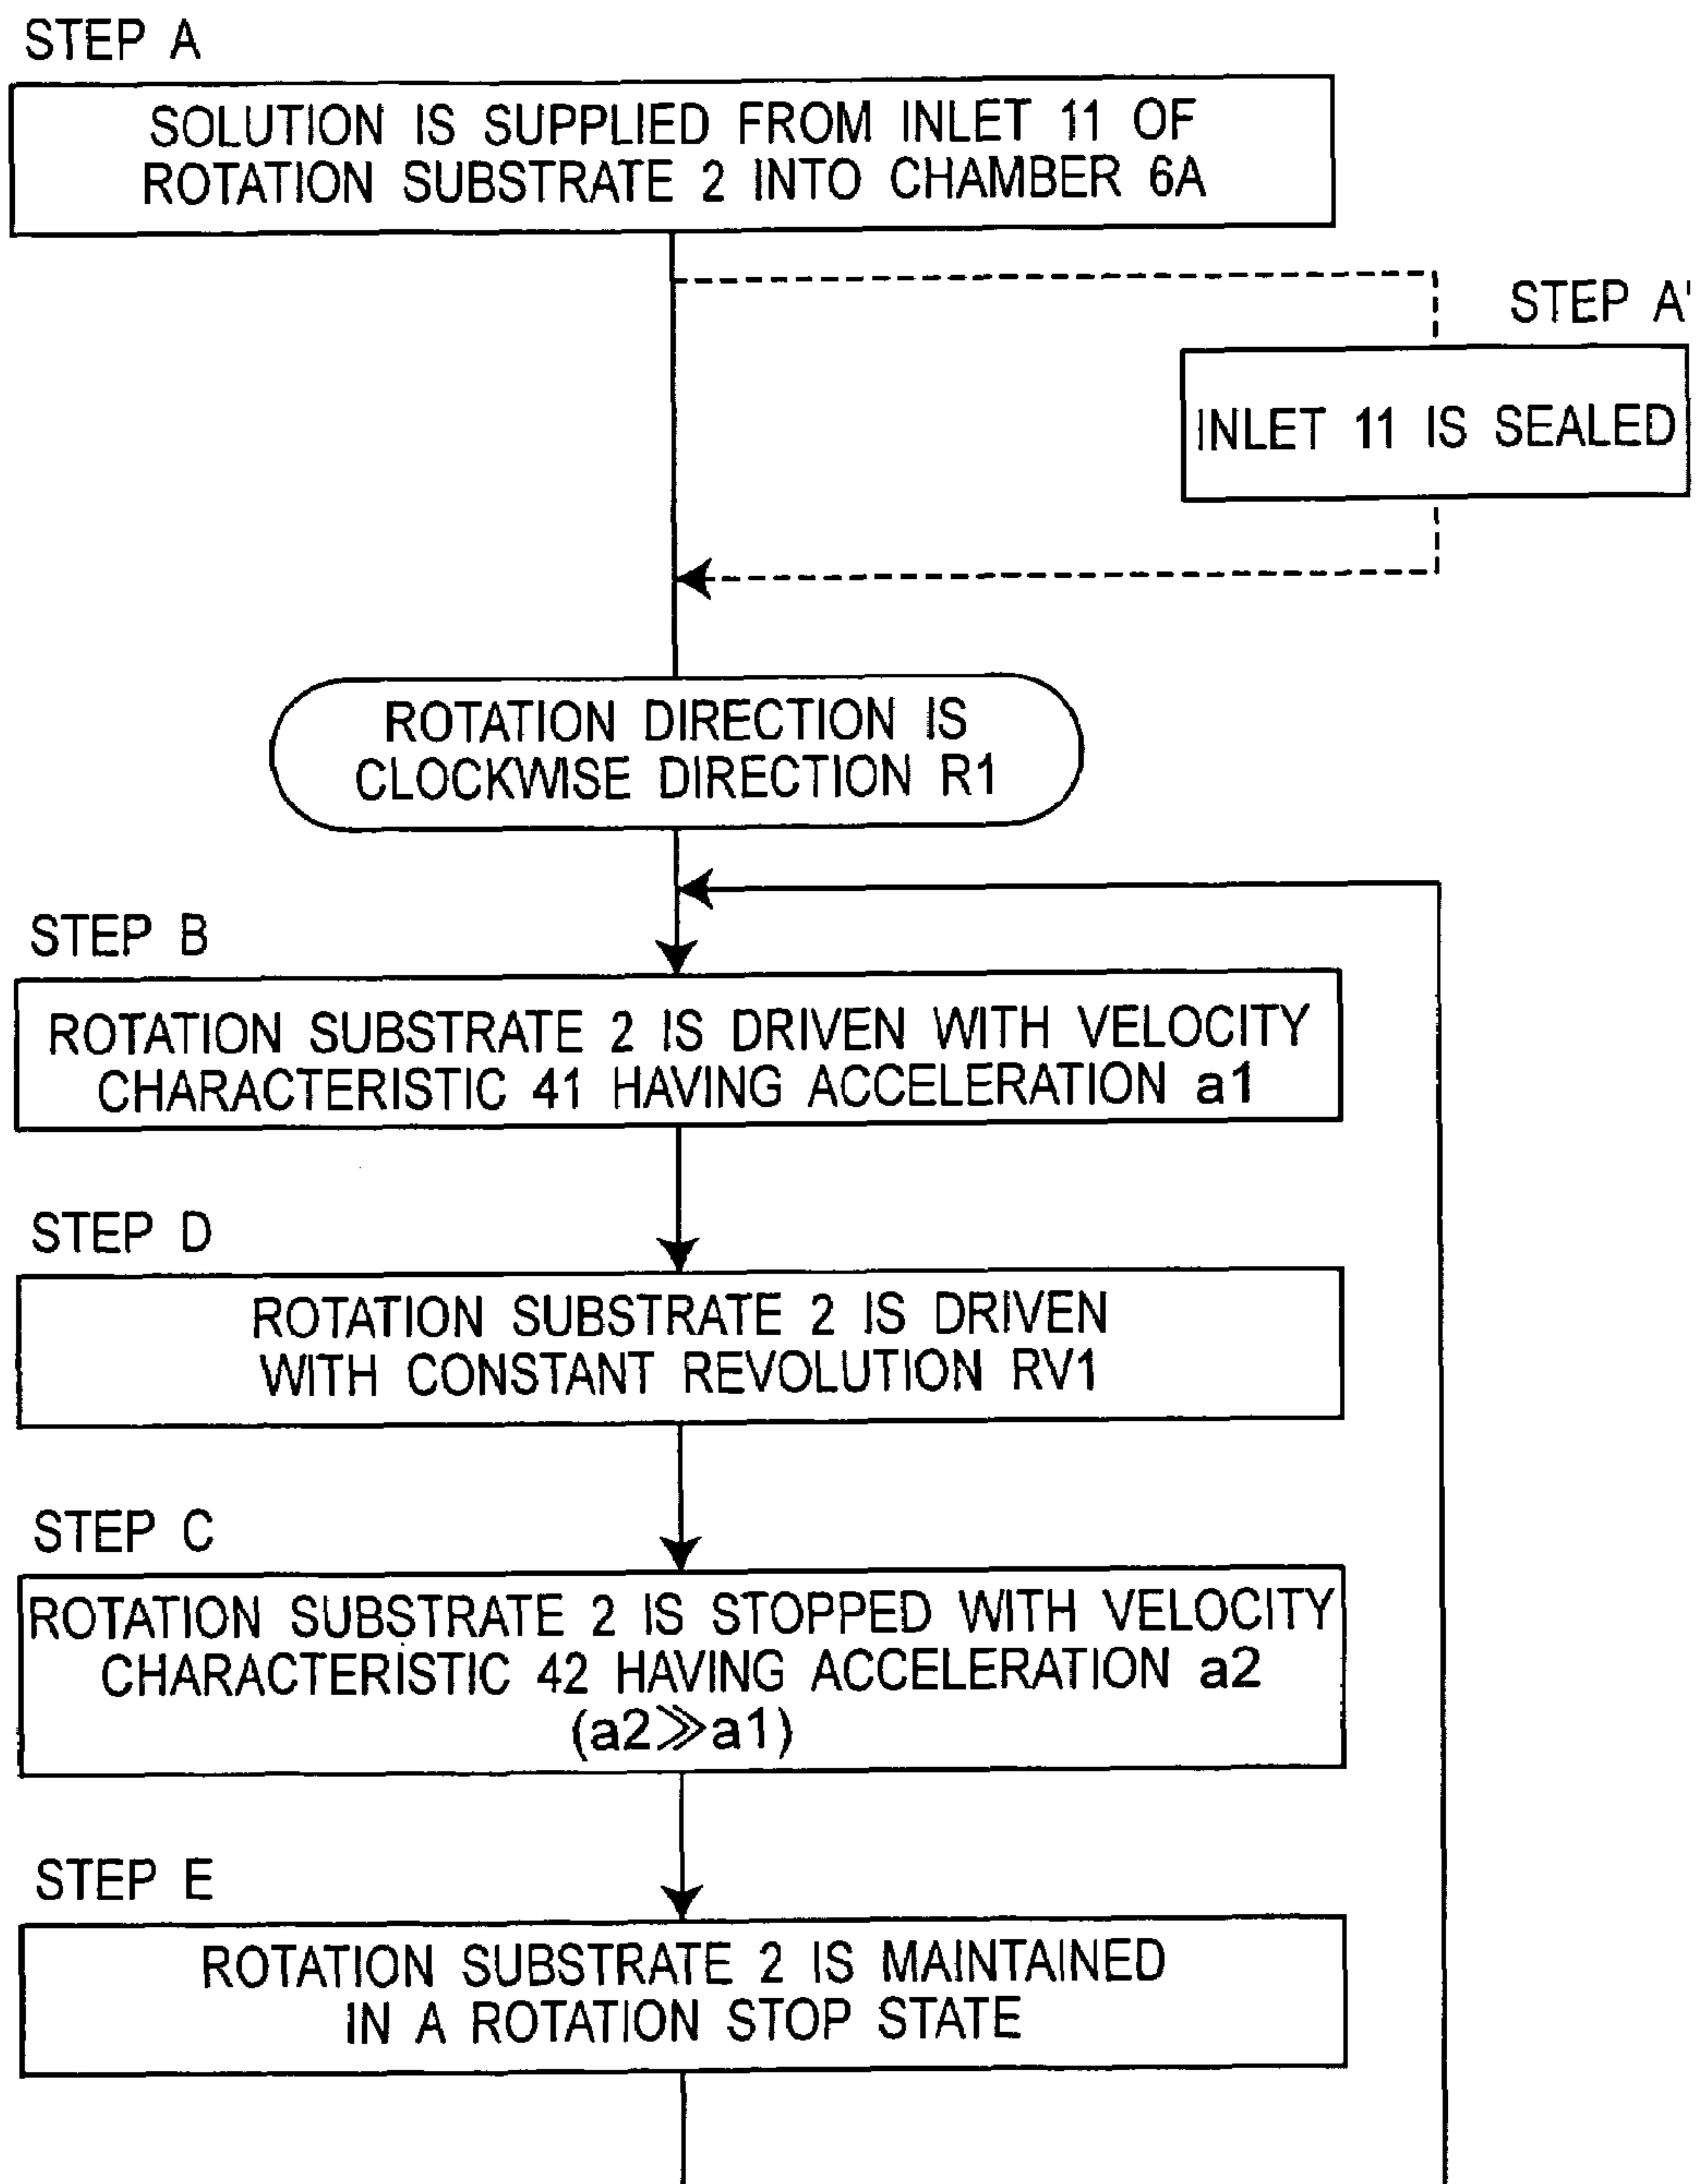 STEP A
SOLUTION IS SUPPLIED FROM INLET 11 OF
ROTATION SUBSTRATE 2 INTO CHAMBER 6A
STEP A'
INLET 11 IS SEALED
ROTATION DIRECTION IS
CLOCKWISE DIRECTION R1
STEP B
ROTATION SUBSTRATE 2 IS DRIVEN WITH VELOCITY
CHARACTERISTIC 41 HAVING ACCELERATION a1
STEP D
ROTATION SUBSTRATE 2 IS DRIVEN
WITH CONSTANT REVOLUTION RV1
STEP C
ROTATION SUBSTRATE 2 IS STOPPED WITH VELOCITY
CHARACTERISTIC 42 HAVING ACCELERATION a2
(a2≫a1)
STEP E
ROTATION SUBSTRATE 2 IS MAINTAINED
IN A ROTATION STOP STATE